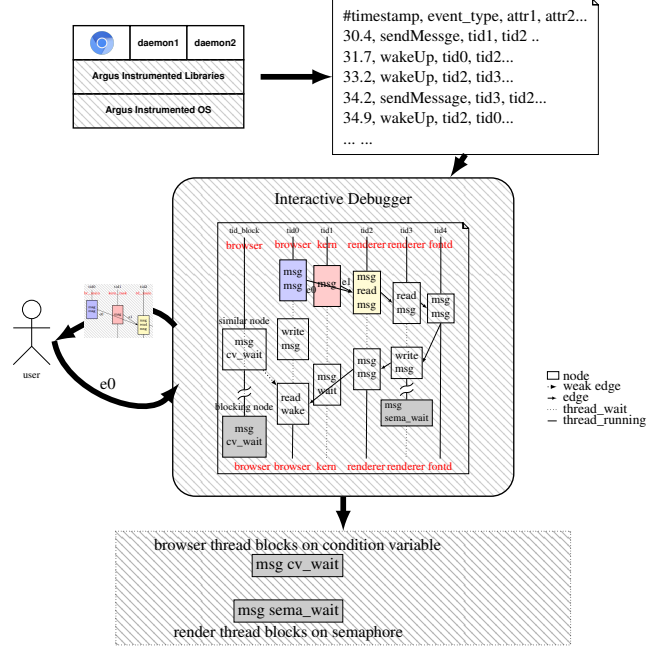 daemon1 daemon2
Argus Instrumented Libraries
Argus Instrumented OS
#timestamp, event_type, attr1, attr2...
30.4, sendMessge, tid1, tid2 ..
31.7, wakeUp, tid0, tid2...
33.2, wakeUp, tid2, tid3...
34.2, sendMessage, tid3, tid2...
34.9, wakeUp, tid2, tid0...
... ...
Interactive Debugger
tid_block tid0 tid1 tid2 tid3 tid4
browser browser kern renderer renderer fontd
msg
msg
msg
msg
read
msg
read
msg
msg
msg
e0
e1
similar node
msg
cv_wait
write
msg
msg
wait
msg
msg
write
msg
read
wake
blocking node
msg
cv_wait
msg
sema_wait
browser browser kern renderer renderer fontd
tid0 tid1 tid2
user
e0
node
weak edge
edge
thread_wait
thread_running
browser thread blocks on condition variable
msg cv_wait
msg sema_wait
render thread blocks on semaphore